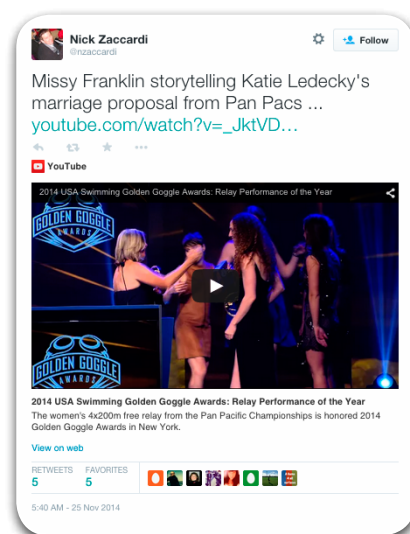 Nick Zaccardi
@nzaccardi
Follow
Missy Franklin storytelling Katie Ledecky's
marriage proposal from Pan Pacs ...
youtube.com/watch?v=_JktVD...
YouTube
2014 USA Swimming Golden Goggle Awards: Relay Performance of the Year
GOLDEN GOGGLE
AWARDS
GOLDEN GOGGLE
AWARDS
2014 USA Swimming Golden Goggle Awards: Relay Performance of the Year
The women's 4x200m free relay from the Pan Pacific Championships is honored 2014
Golden Goggle Awards in New York.
View on web
RETWEETS FAVORITES
5 5
5:40 AM - 25 Nov 2014